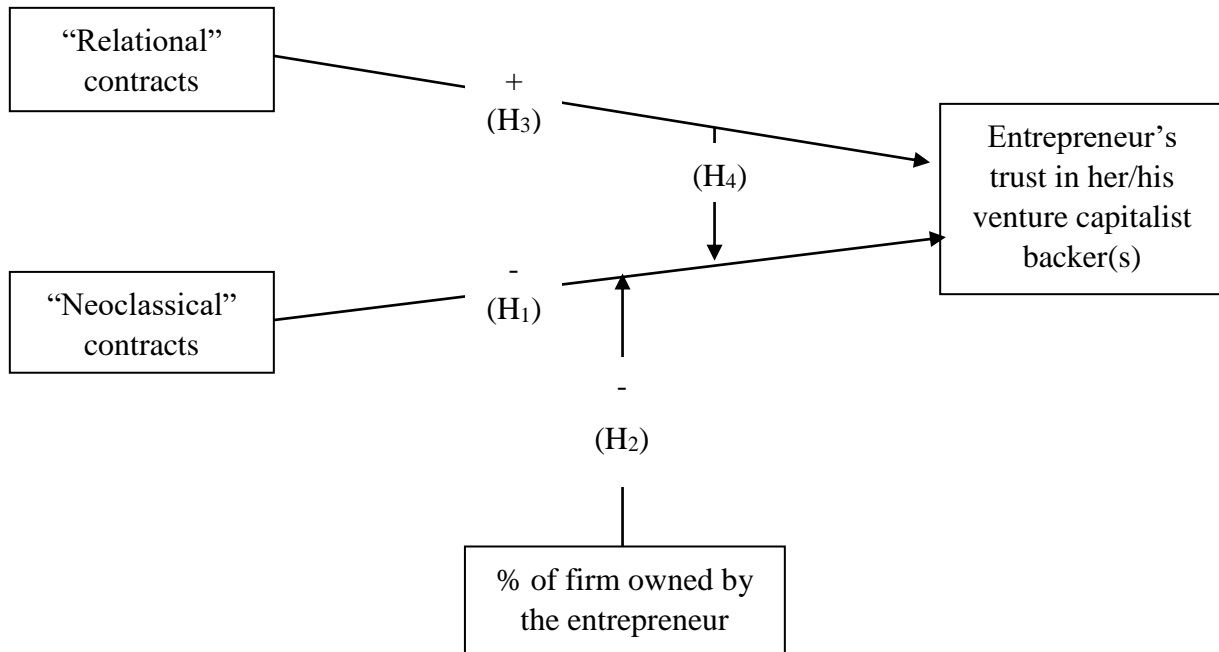 “Relational”
contracts
+
(H₃)
(H₄)
Entrepreneur’s
trust in her/his
venture capitalist
backer(s)
“Neoclassical”
contracts
-
(H₁)
-
(H₂)
% of firm owned by
the entrepreneur